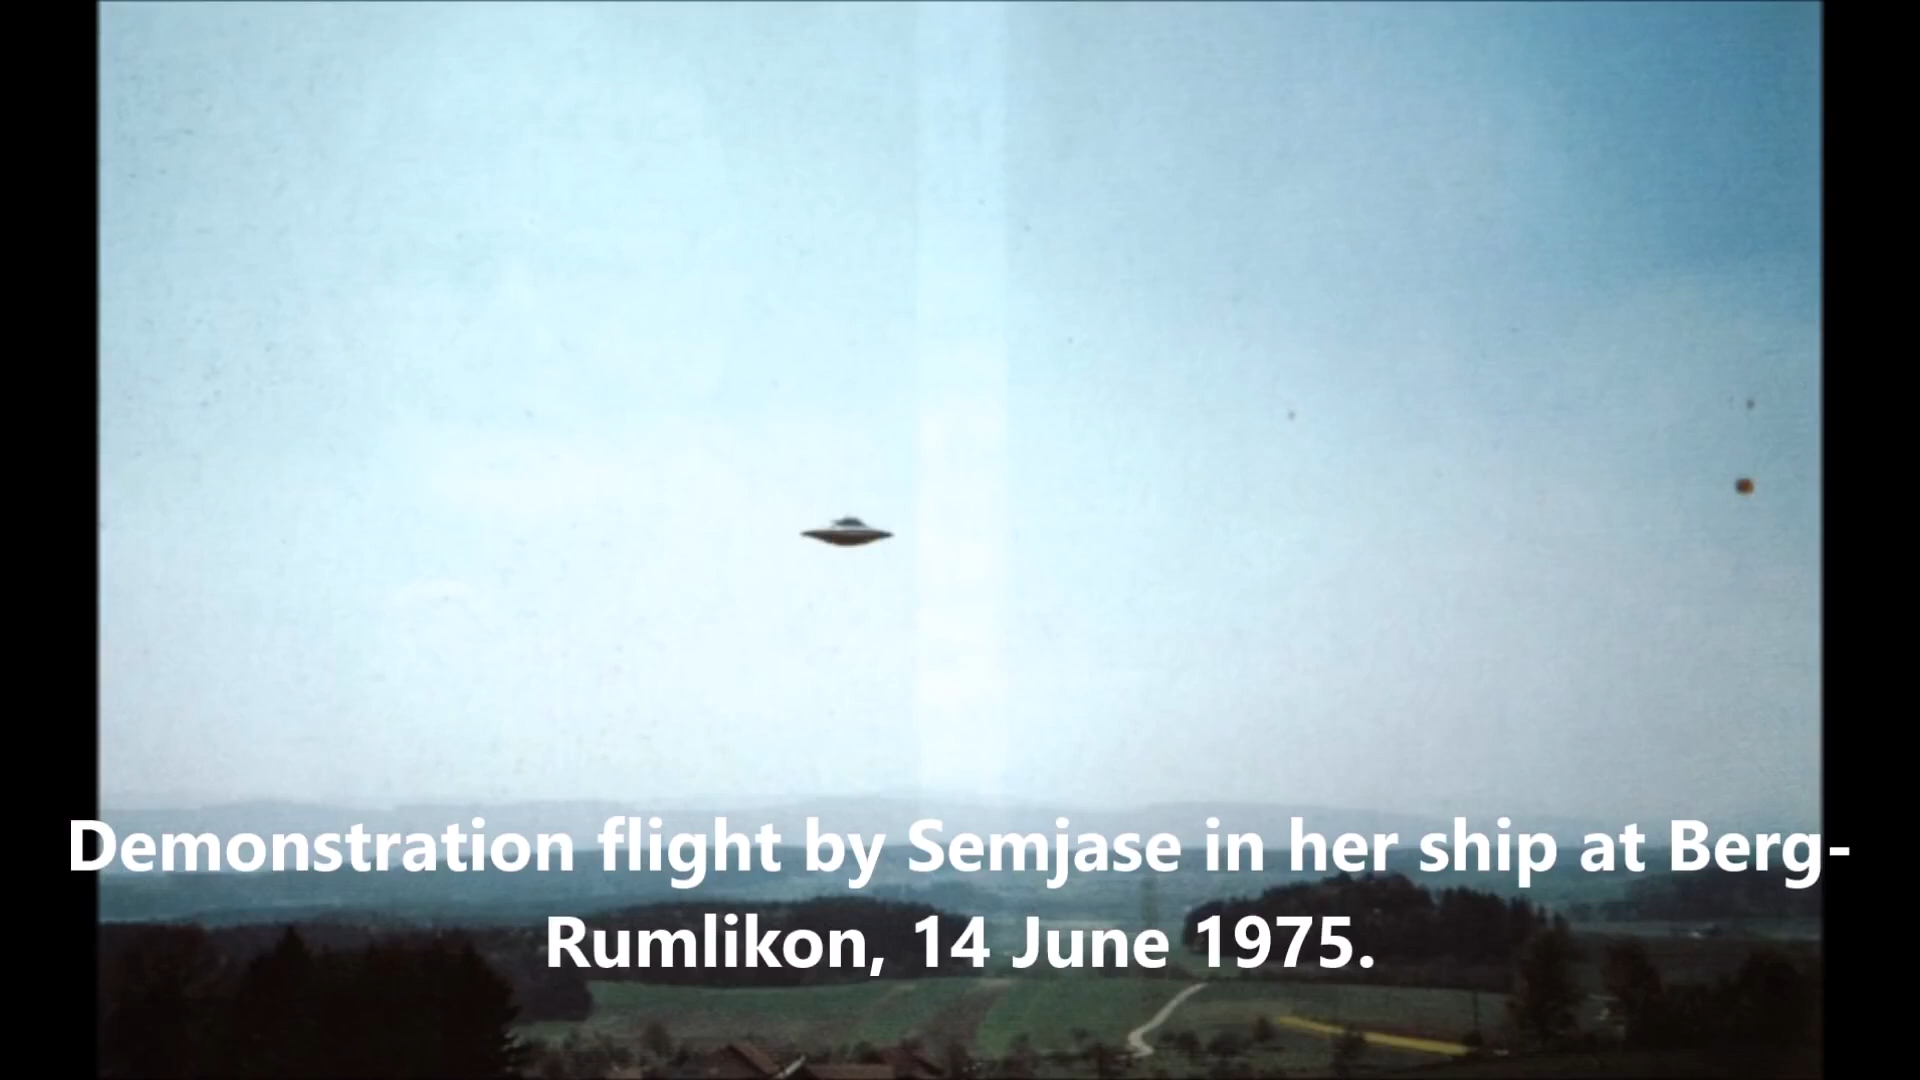 Demonstration flight by Semjase in her ship at Berg-
Rumlikon, 14 June 1975.